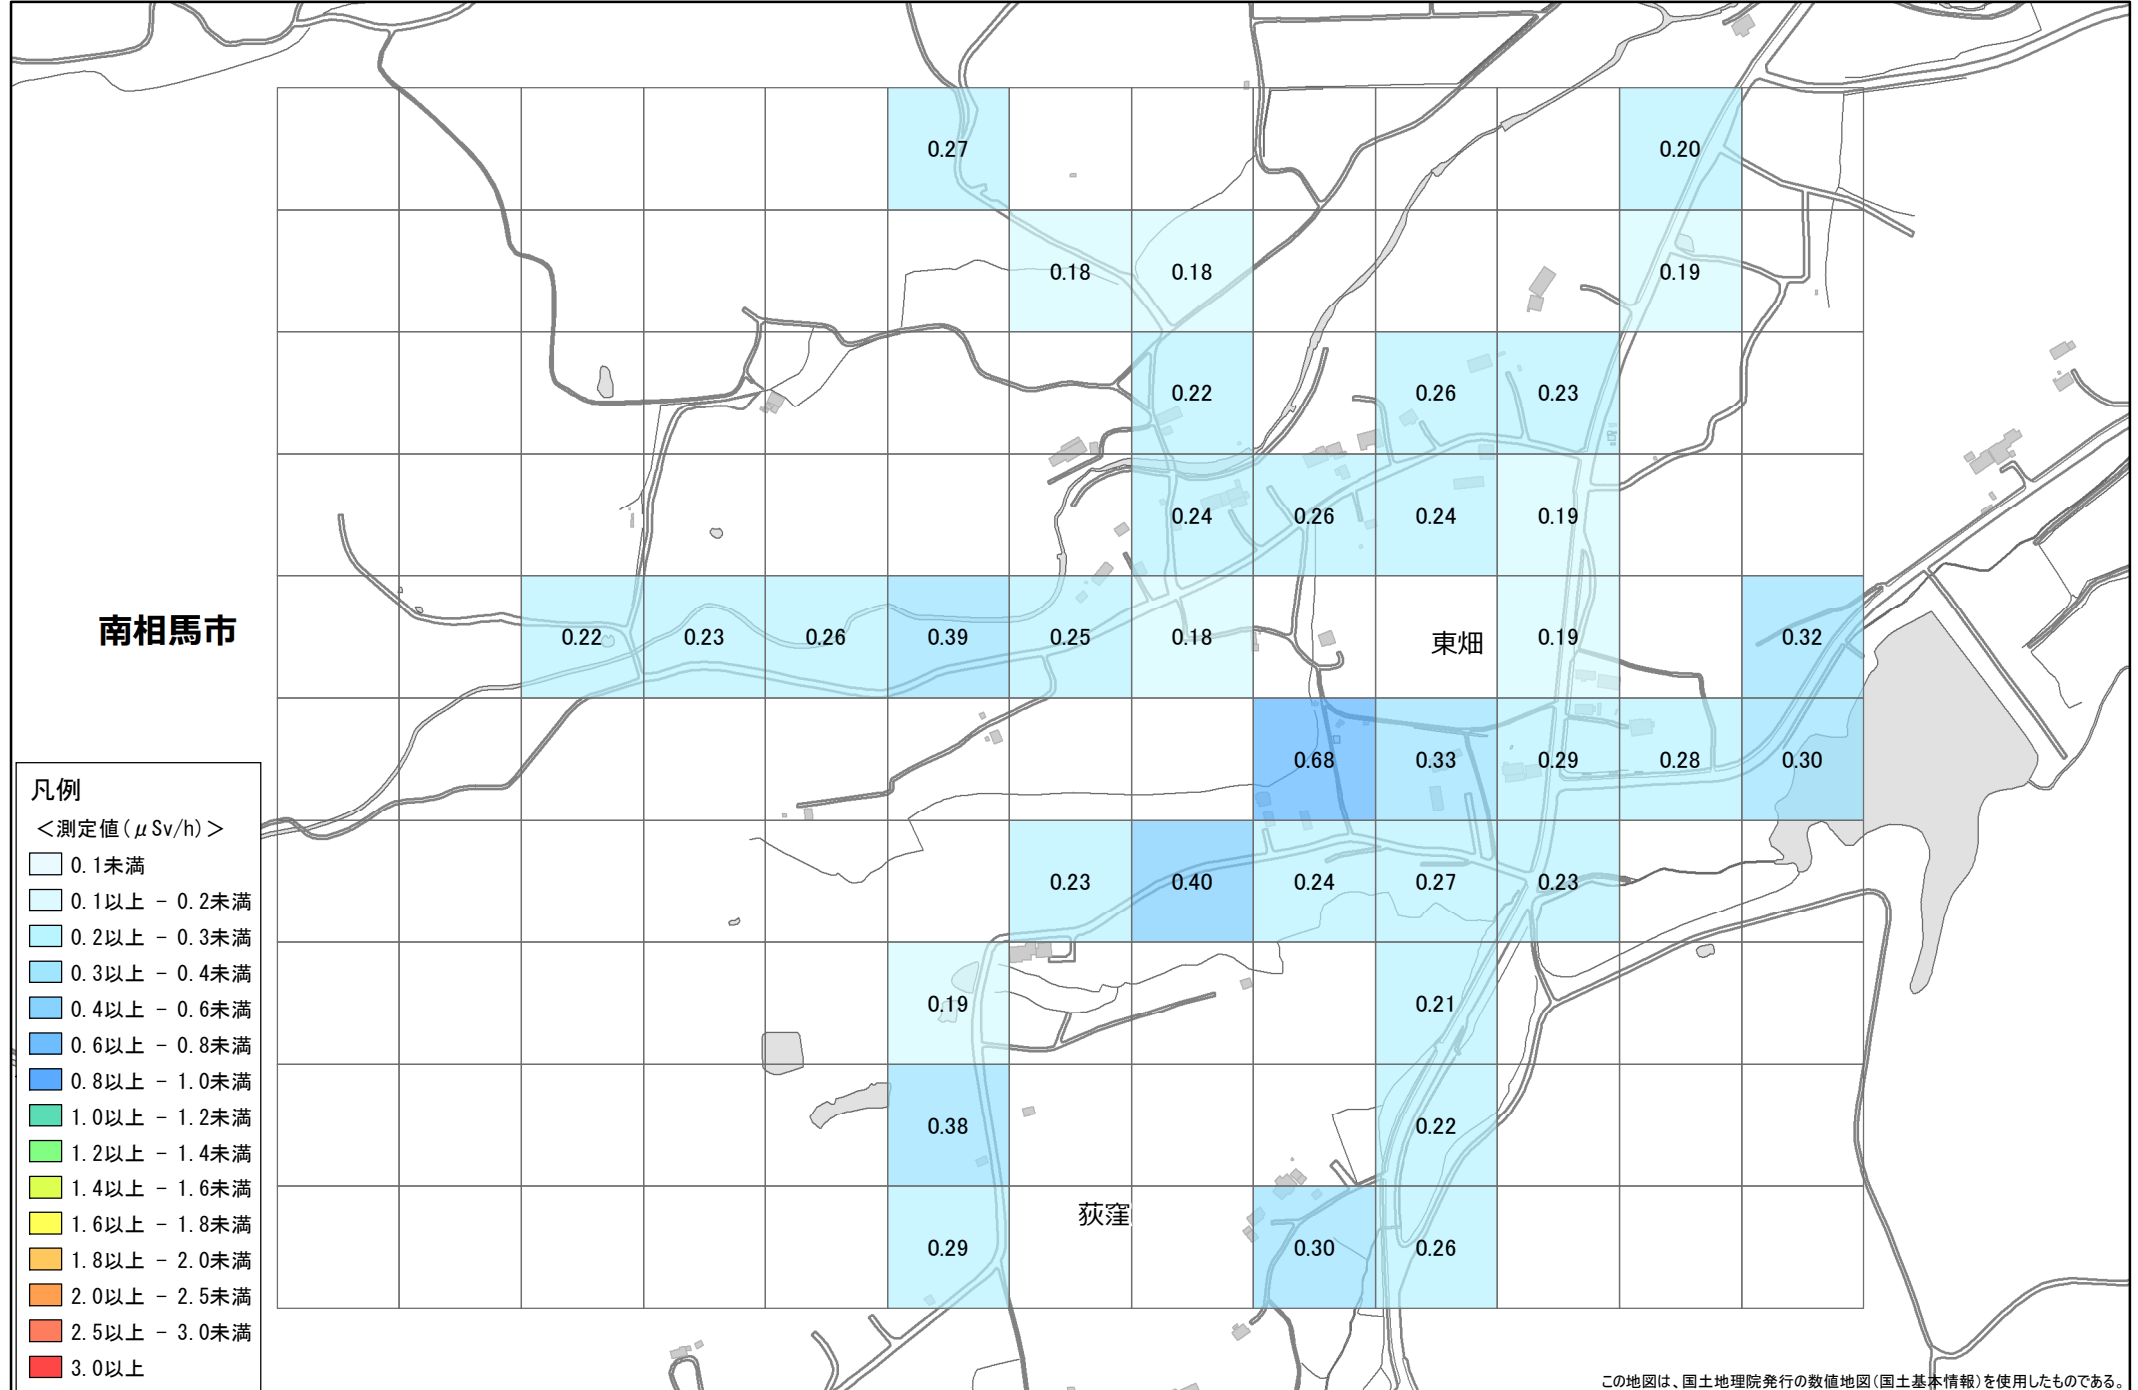 0.27 0.20
0.18 0.18 0.19
0.22 0.26 0.23
0.24 0.26 0.24 0.19
南相馬市
0.22 0.23 0.26 0.39 0.25 0.18 東畑 0.19 0.32
0.68 0.33 0.29 0.28 0.30
0.23 0.40 0.24 0.27 0.23
0.19 0.21
0.38 0.22
荻窪
0.29 0.30 0.26
凡例
＜測定値(μSv/h)＞
0.1未満
0.1以上 - 0.2未満
0.2以上 - 0.3未満
0.3以上 - 0.4未満
0.4以上 - 0.6未満
0.6以上 - 0.8未満
0.8以上 - 1.0未満
1.0以上 - 1.2未満
1.2以上 - 1.4未満
1.4以上 - 1.6未満
1.6以上 - 1.8未満
1.8以上 - 2.0未満
2.0以上 - 2.5未満
2.5以上 - 3.0未満
3.0以上
この地図は、国土地理院発行の数値地図(国土基本情報)を使用したものである。